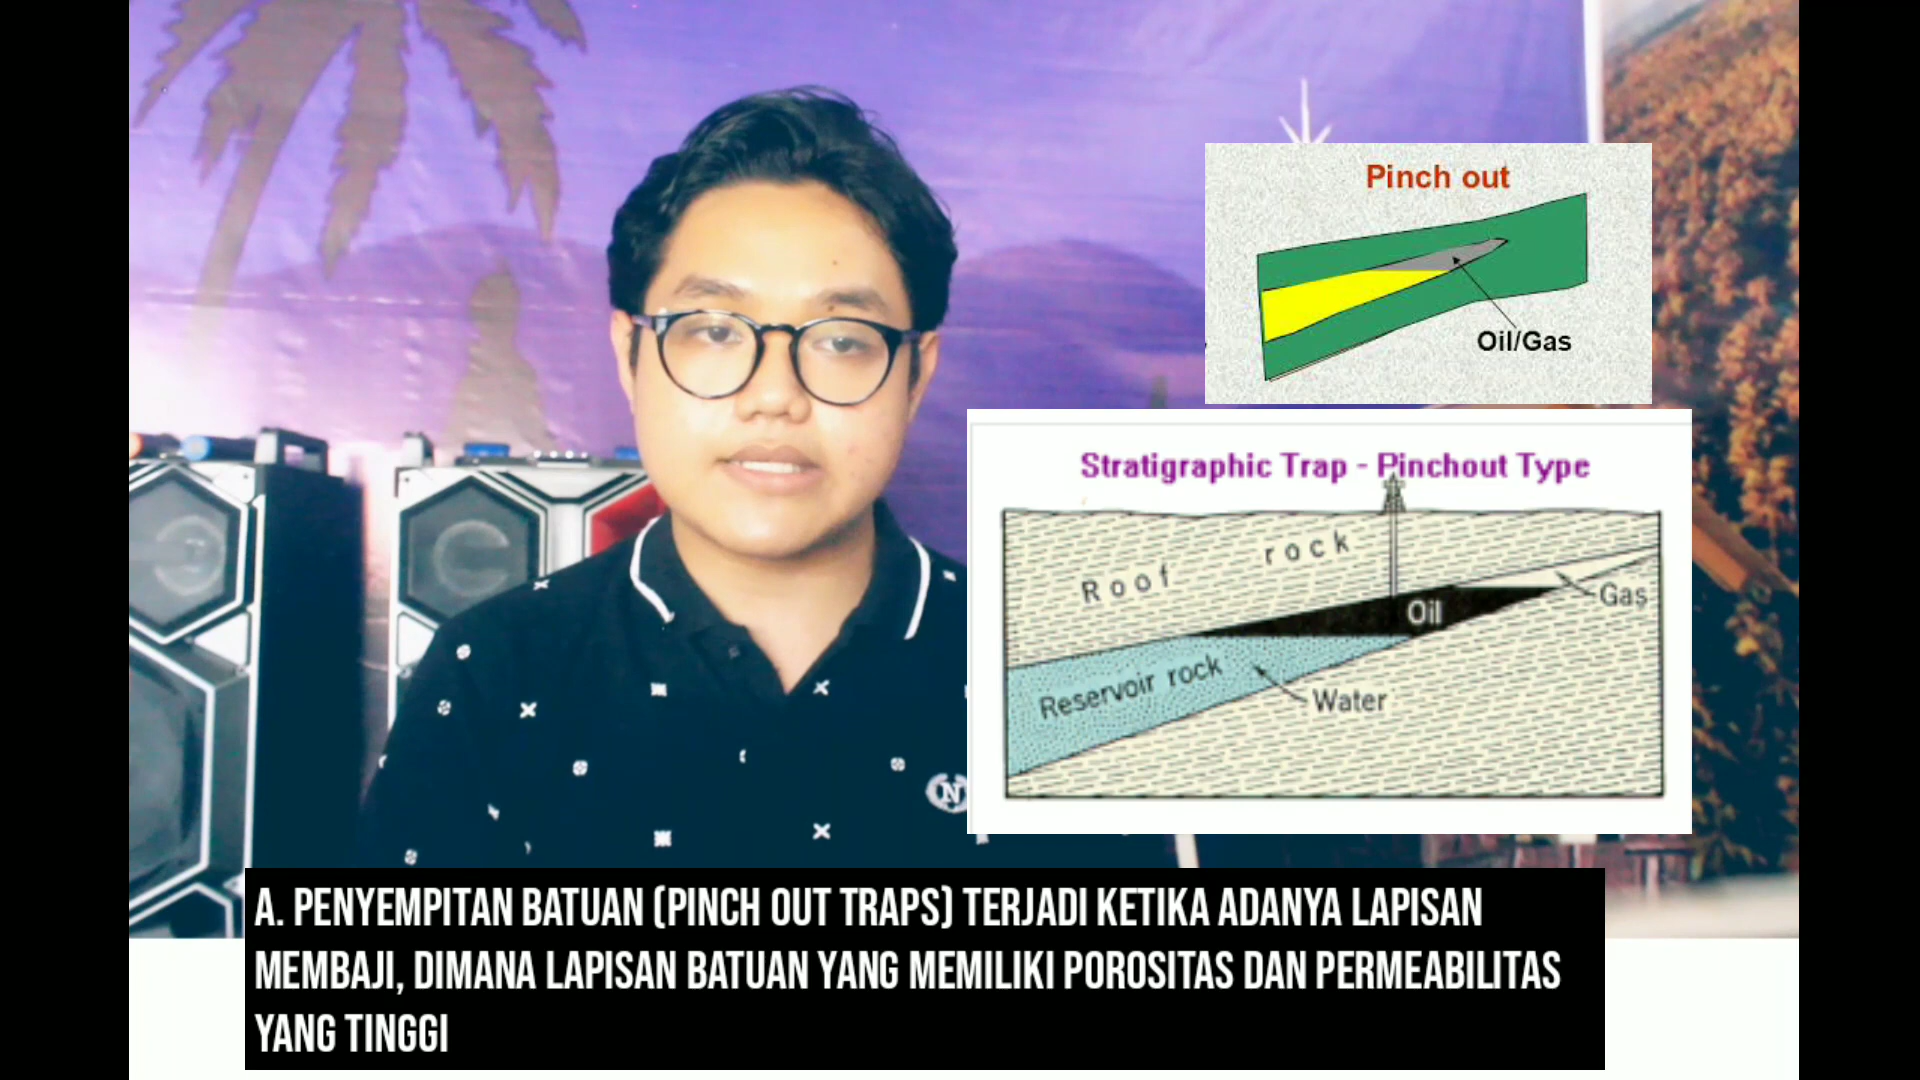 Pinch out
Oil/Gas
Stratigraphic Trap - Pinchout Type
Roof rock
Gas
Oil
Reservoir rock
Water
N
A. PENYEMPITAN BATUAN (PINCH OUT TRAPS) TERJADI KETIKA ADANYA LAPISAN
MEMBAJI, DIMANA LAPISAN BATUAN YANG MEMILIKI POROSITAS DAN PERMEABILITAS
YANG TINGGI